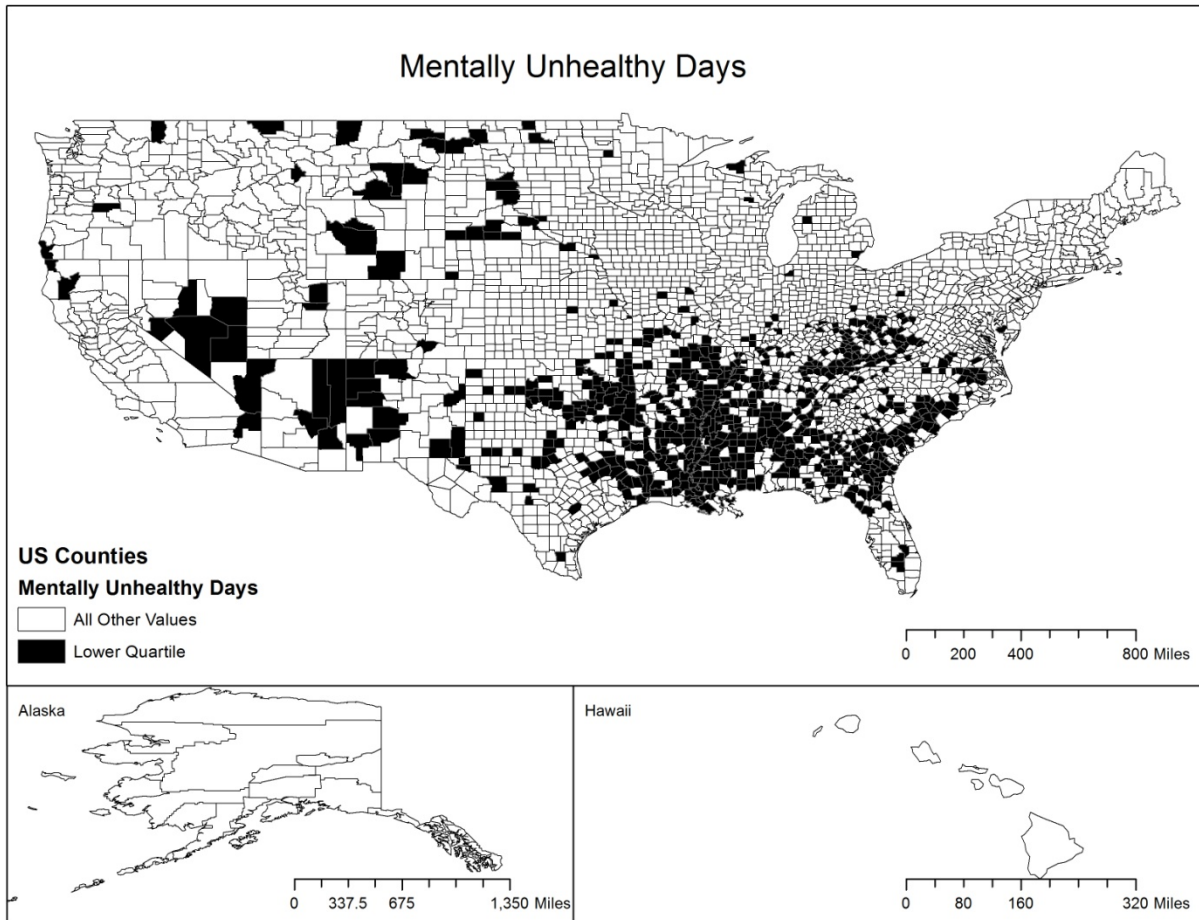 Mentally Unhealthy Days
US Counties
Mentally Unhealthy Days
All Other Values
Lower Quartile
0 200 400 800 Miles
Alaska
0 337.5 675 1,350 Miles
Hawaii
0 80 160 320 Miles